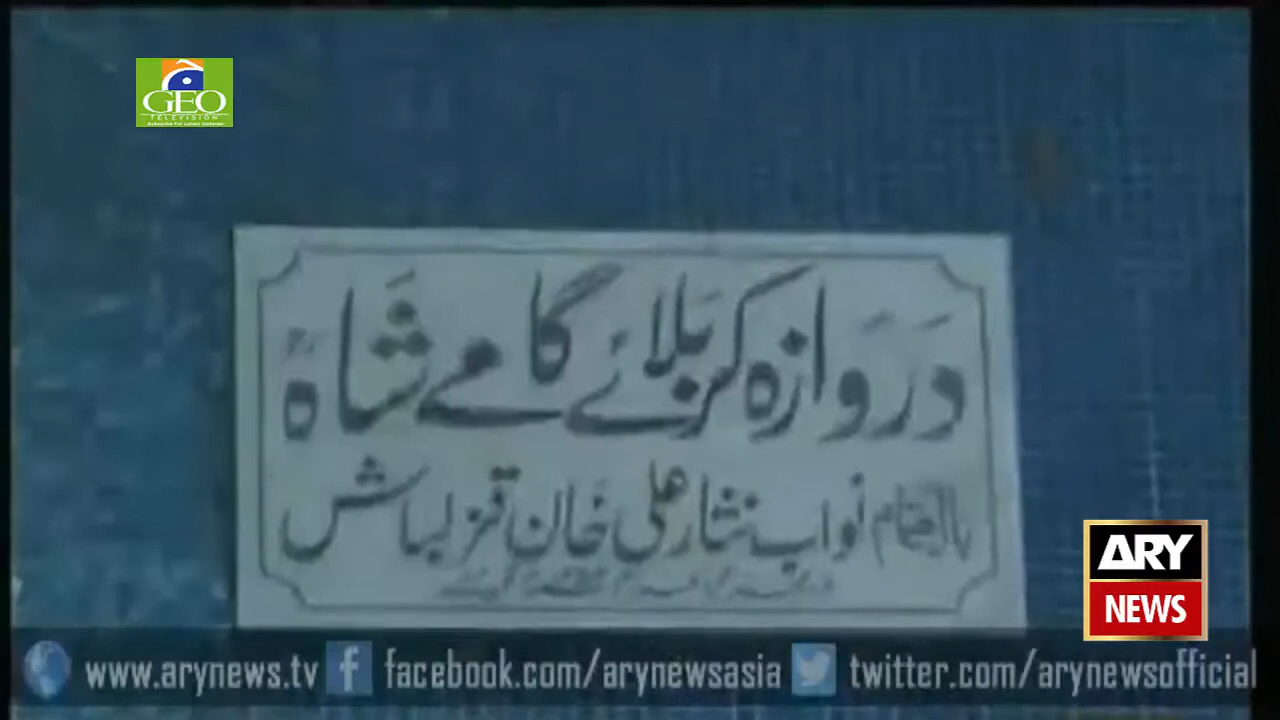 GEO
TELEVISION
دروازہ کربلائے گامے شاہ
باہتمام نواب نثار علی خان قزلباش
ARY
NEWS
www.arynews.tv facebook.com/arynewsasia twitter.com/arynewsofficial